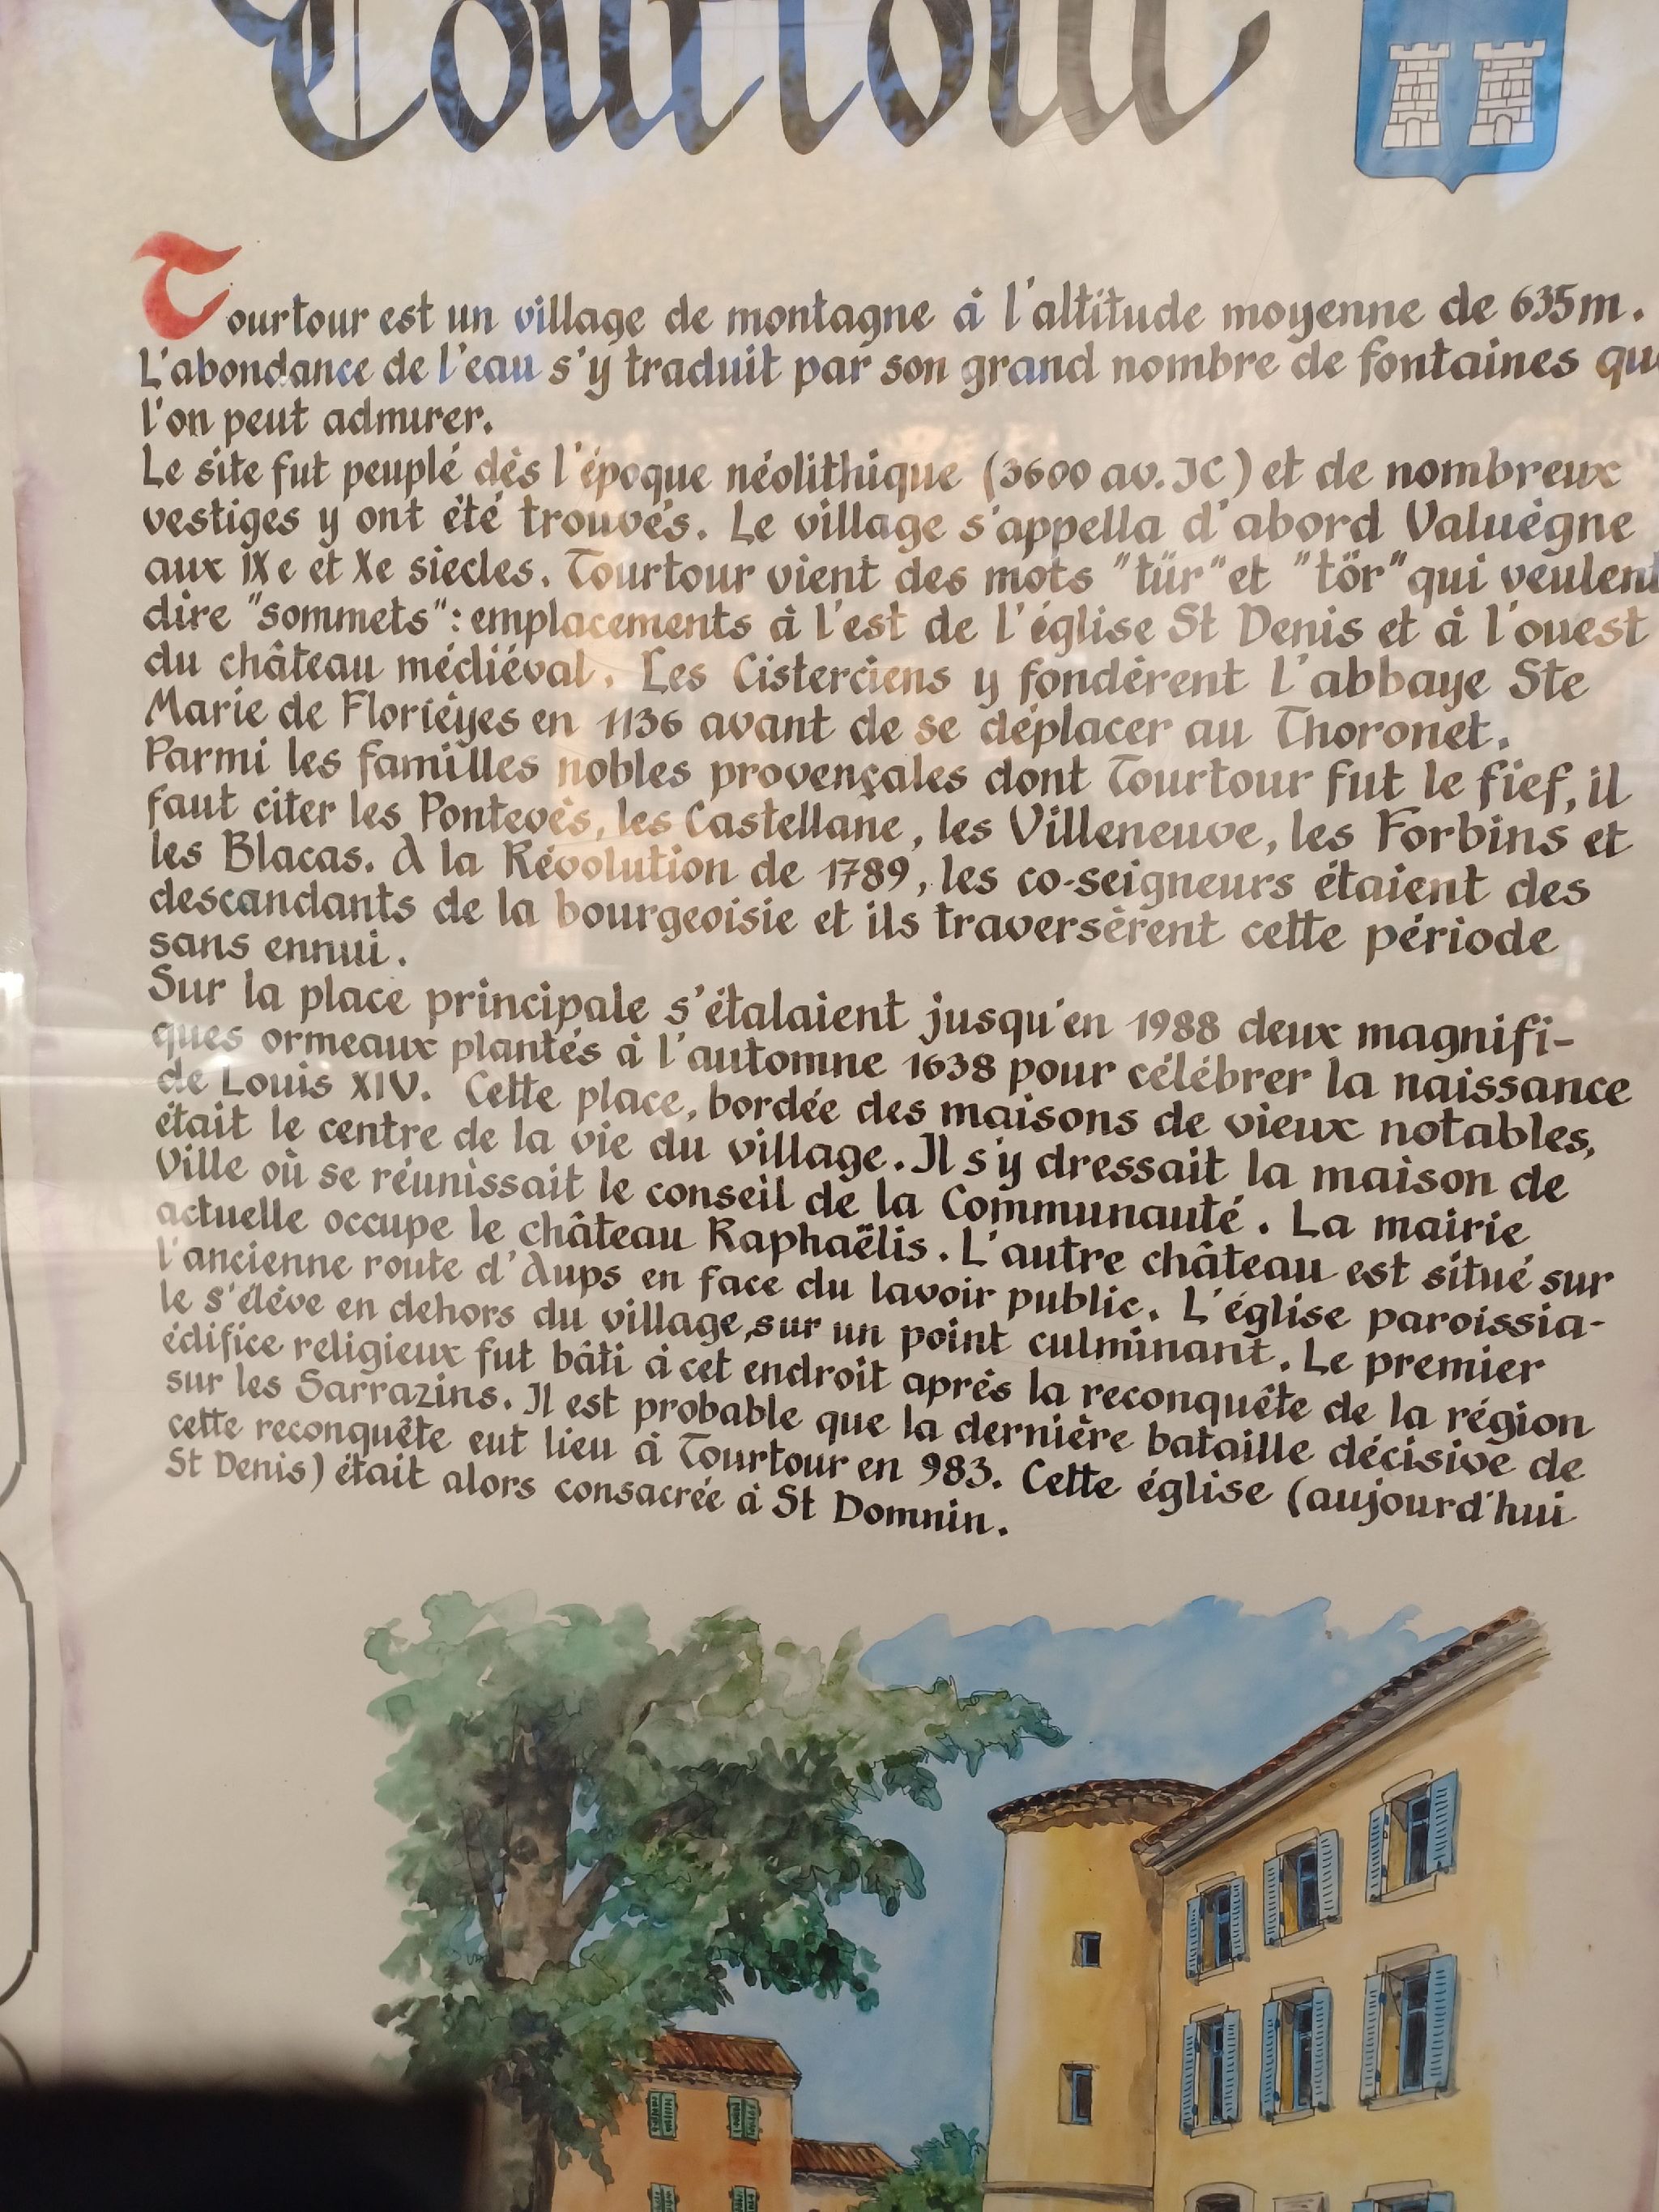 Tourtour
Tourtour est un village de montagne à l'altitude moyenne de 635m.
L'abondance de l'eau s'y traduit par son grand nombre de fontaines que
l'on peut admirer.
Le site fut peuplé dès l'époque néolithique (3600 av. JC) et de nombreux
vestiges y ont été trouvés. Le village s'appella d'abord Valuègne
aux IXe et Xe siecles. Tourtour vient des mots "tür" et "tör" qui veulent
dire "sommets": emplacements à l'est de l'église St Denis et à l'ouest
du château médiéval. Les Cisterciens y fondèrent l'abbaye Ste
Marie de Florièyes en 1136 avant de se déplacer au Thoronet.
Parmi les familles nobles provençales dont Tourtour fut le fief, il
faut citer les Pontevès, les Castellane, les Villeneuve, les Forbins et
les Blacas. A la Révolution de 1789, les co-seigneurs étaient des
descandants de la bourgeoisie et ils traversèrent cette période
sans ennui.
Sur la place principale s'étalaient jusqu'en 1988 deux magnifi-
ques ormeaux plantés à l'automne 1638 pour célébrer la naissance
de Louis XIV. Cette place, bordée des maisons de vieux notables,
était le centre de la vie du village. Il s'y dressait la maison de
Ville où se réunissait le conseil de la Communauté. La mairie
actuelle occupe le château Raphaëlis. L'autre château est situé sur
l'ancienne route d'Aups en face du lavoir public. L'église paroissia-
le s'élève en dehors du village, sur un point culminant. Le premier
édifice religieux fut bâti à cet endroit après la reconquête de la région
sur les Sarrazins. Il est probable que la dernière bataille décisive de
cette reconquête eut lieu à Tourtour en 983. Cette église (aujourd'hui
St Denis) était alors consacrée à St Domnin.